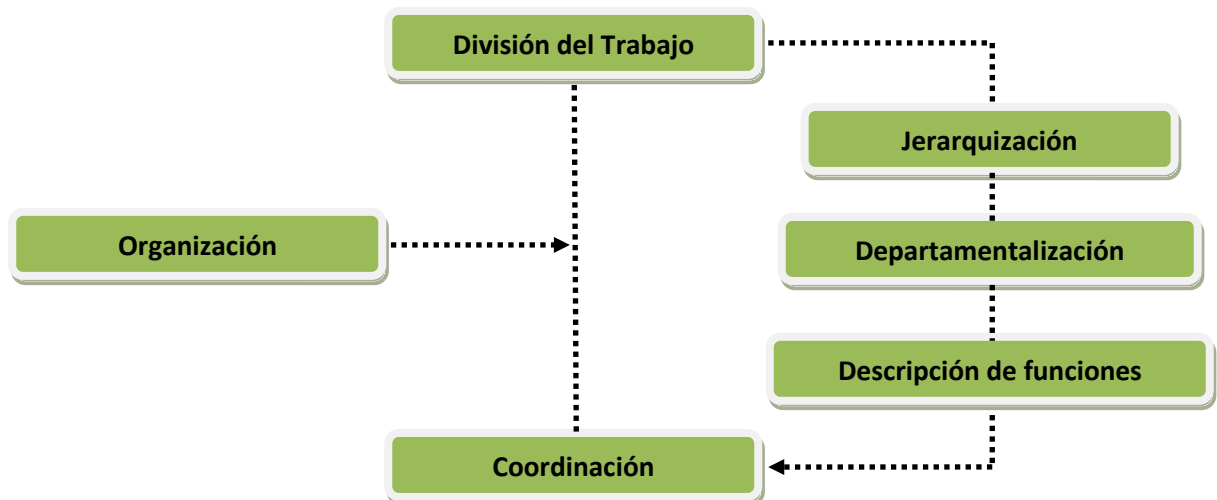 División del Trabajo
Jerarquización
Organización
Departamentalización
Descripción de funciones
Coordinación